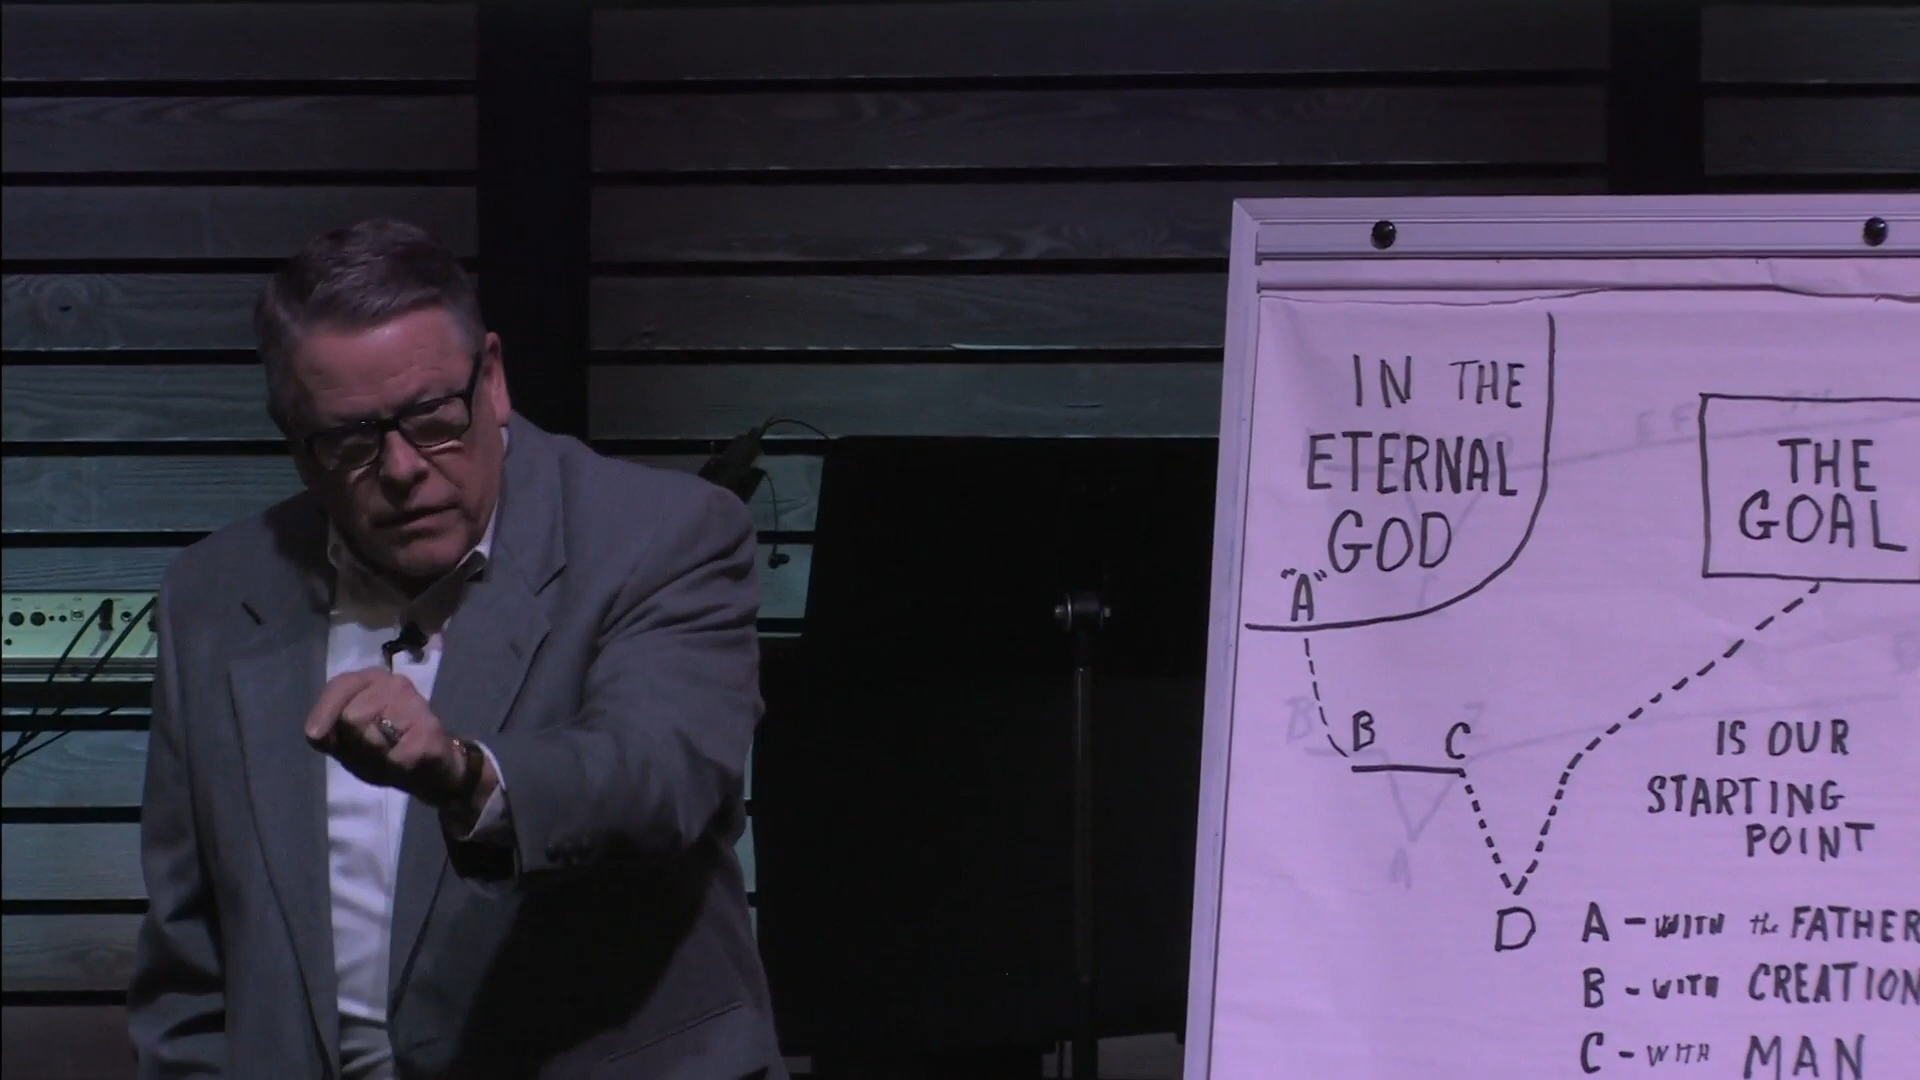 IN THE
ETERNAL
GOD
"A"
THE
GOAL
B
C
IS OUR
STARTING
POINT
D
A - WITH the FATHER
B - WITH CREATION
C - WITH MAN